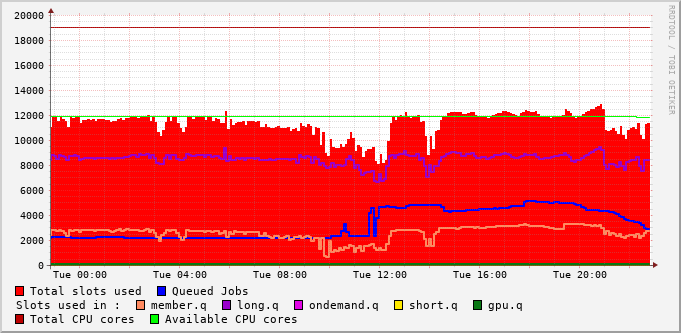 20000
18000
16000
14000
12000
10000
8000
6000
4000
2000
0
RRDTOOL / TOBI OETIKER
Tue 00:00 Tue 04:00 Tue 08:00 Tue 12:00 Tue 16:00 Tue 20:00
Total slots used Queued Jobs
Slots used in : member.q long.q ondemand.q short.q gpu.q
Total CPU cores Available CPU cores